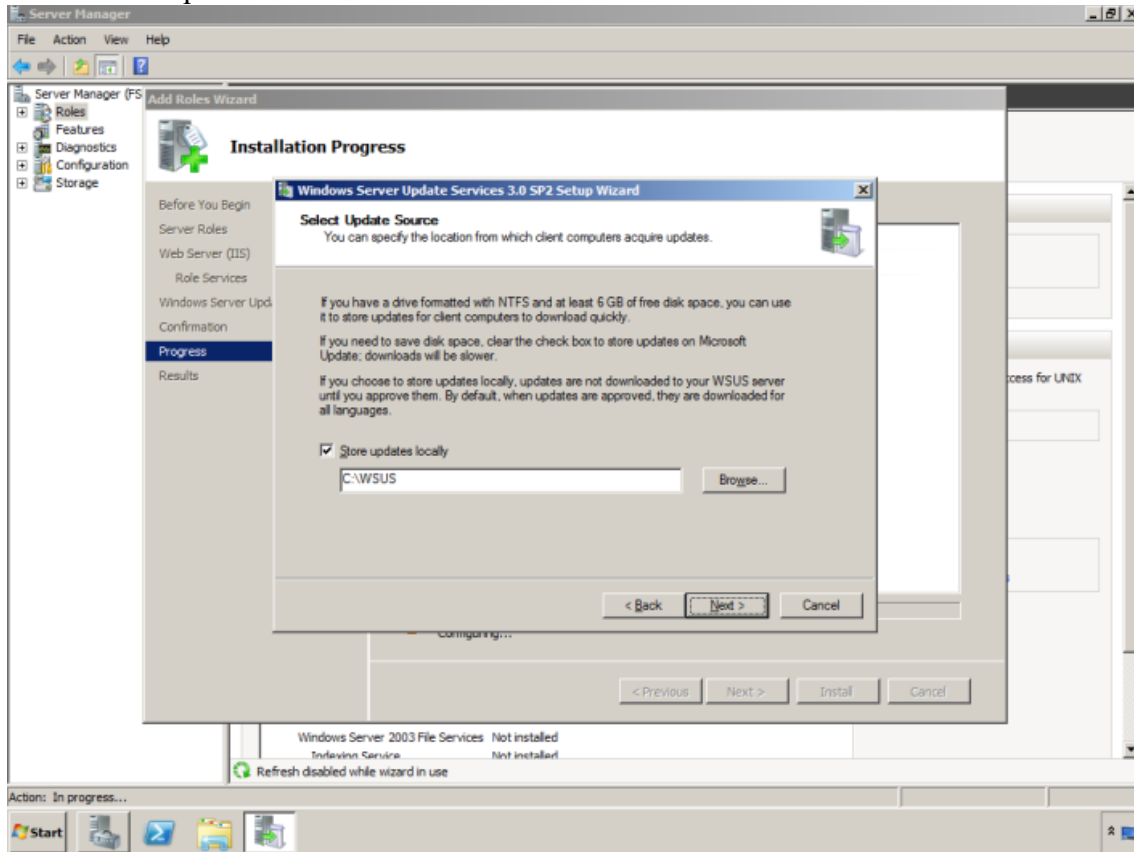 Server Manager
File Action View Help
Server Manager (FS
Roles
Features
Diagnostics
Configuration
Storage
Add Roles Wizard
Installation Progress
Before You Begin
Server Roles
Web Server (IIS)
Role Services
Windows Server Upd
Confirmation
Progress
Results
Windows Server Update Services 3.0 SP2 Setup Wizard
Select Update Source
You can specify the location from which client computers acquire updates.
If you have a drive formatted with NTFS and at least 6 GB of free disk space, you can use
it to store updates for client computers to download quickly.
If you need to save disk space, clear the check box to store updates on Microsoft
Update; downloads will be slower.
If you choose to store updates locally, updates are not downloaded to your WSUS server
until you approve them. By default, when updates are approved, they are downloaded for
all languages.
Store updates locally
C:\WSUS
Browse...
< Back Next > Cancel
Configuring...
< Previous Next > Install Cancel
ccess for UNIX
Windows Server 2003 File Services Not installed
Indexing Service Not installed
Refresh disabled while wizard in use
Action: In progress...
Start